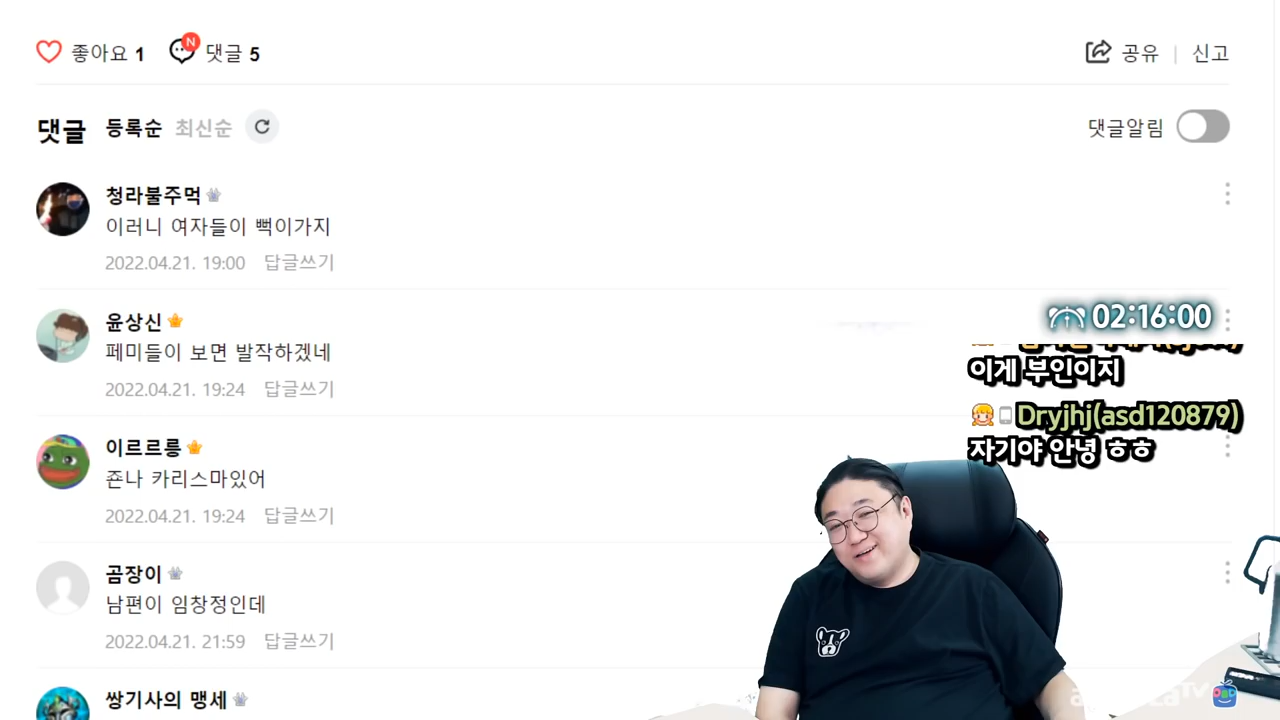 좋아요 1
N
댓글 5
공유 | 신고
댓글 등록순 최신순
댓글알림
청라불주먹
이러니 여자들이 뻑이가지
2022.04.21. 19:00 답글쓰기
윤상신
페미들이 보면 발작하겠네
2022.04.21. 19:24 답글쓰기
이르르릉
죤나 카리스마있어
2022.04.21. 19:24 답글쓰기
곰장이
남편이 임창정인데
2022.04.21. 21:59 답글쓰기
쌍기사의 맹세
02:16:00
이게 부인이지
Dryjhj(asd120879)
자기야 안녕 ㅎㅎ